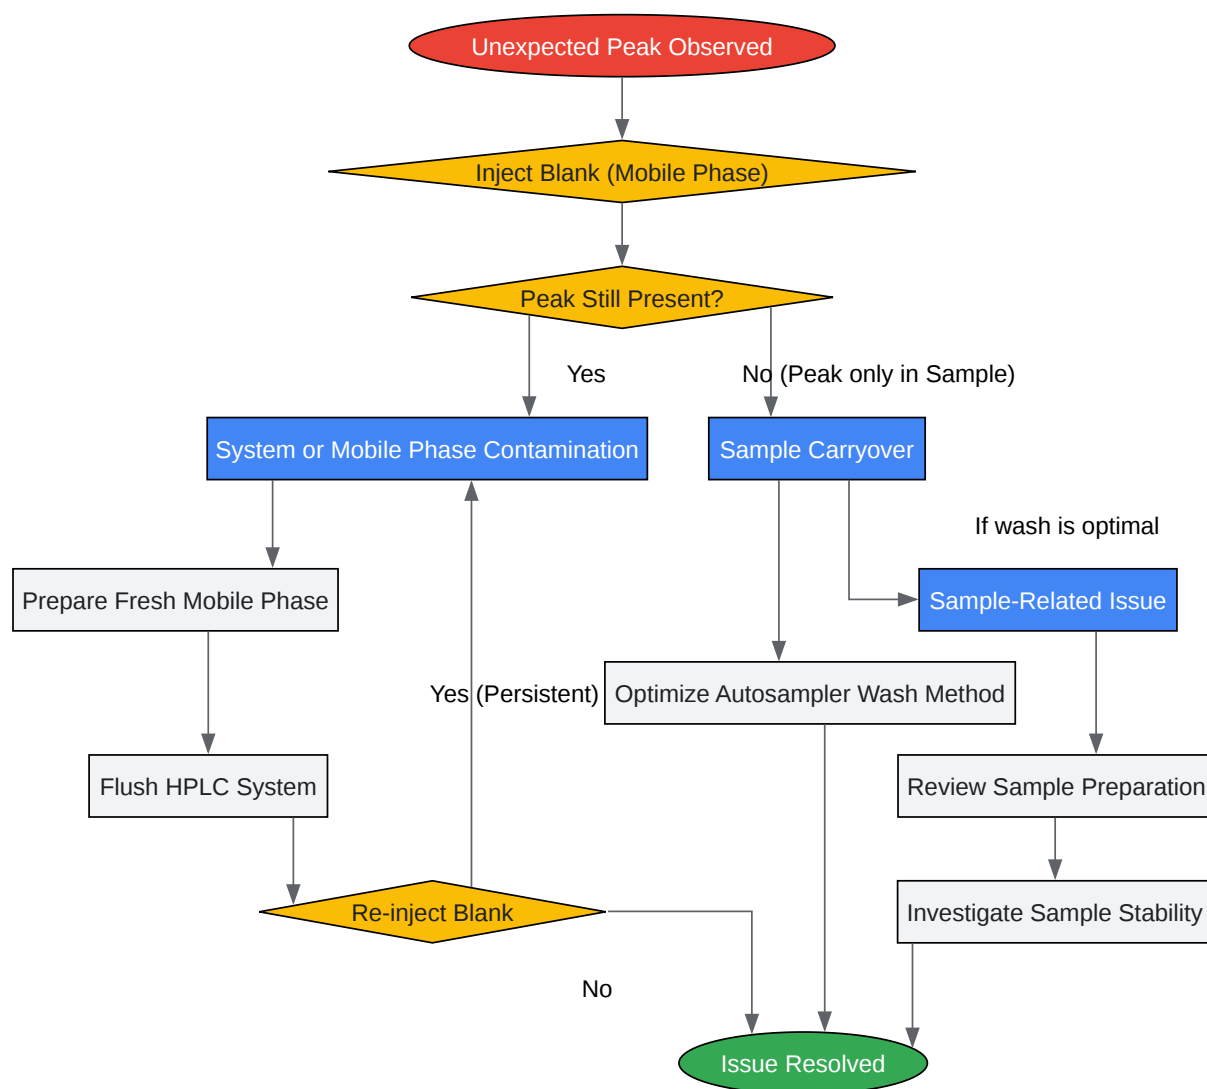 Unexpected Peak Observed
Inject Blank (Mobile Phase)
Peak Still Present?
Yes
No (Peak only in Sample)
System or Mobile Phase Contamination
Sample Carryover
If wash is optimal
Prepare Fresh Mobile Phase
Sample-Related Issue
Yes (Persistent)
Optimize Autosampler Wash Method
Flush HPLC System
Review Sample Preparation
Re-inject Blank
Investigate Sample Stability
No
Issue Resolved